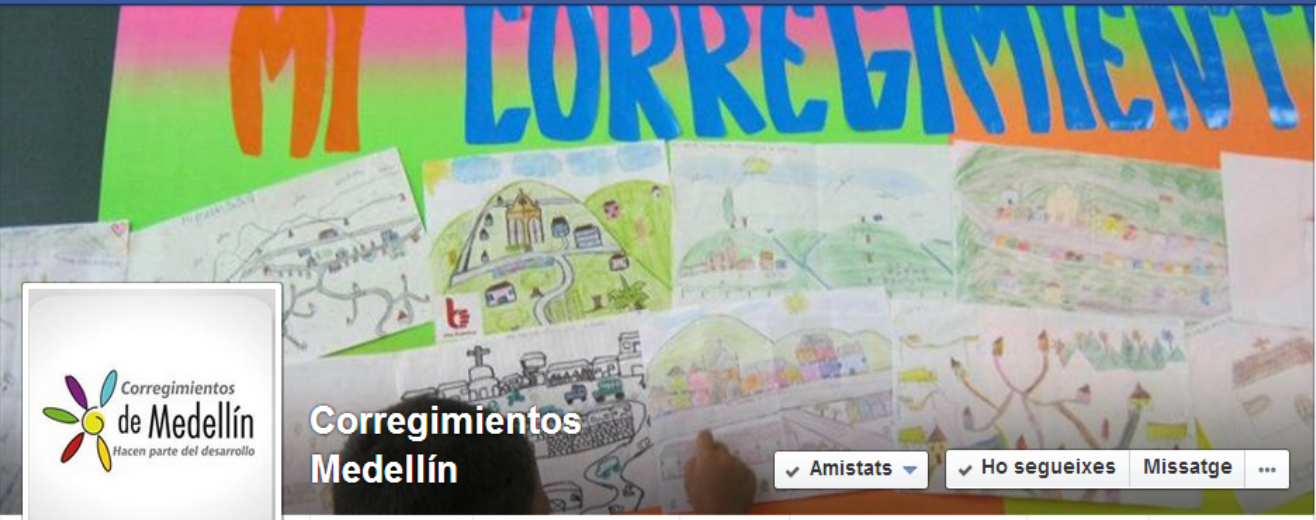 MI CORREGIMIENT
Corregimientos
de Medellín
Hacen parte del desarrollo
Corregimientos
Medellín
Amistats
Ho segueixes
Missatge
...